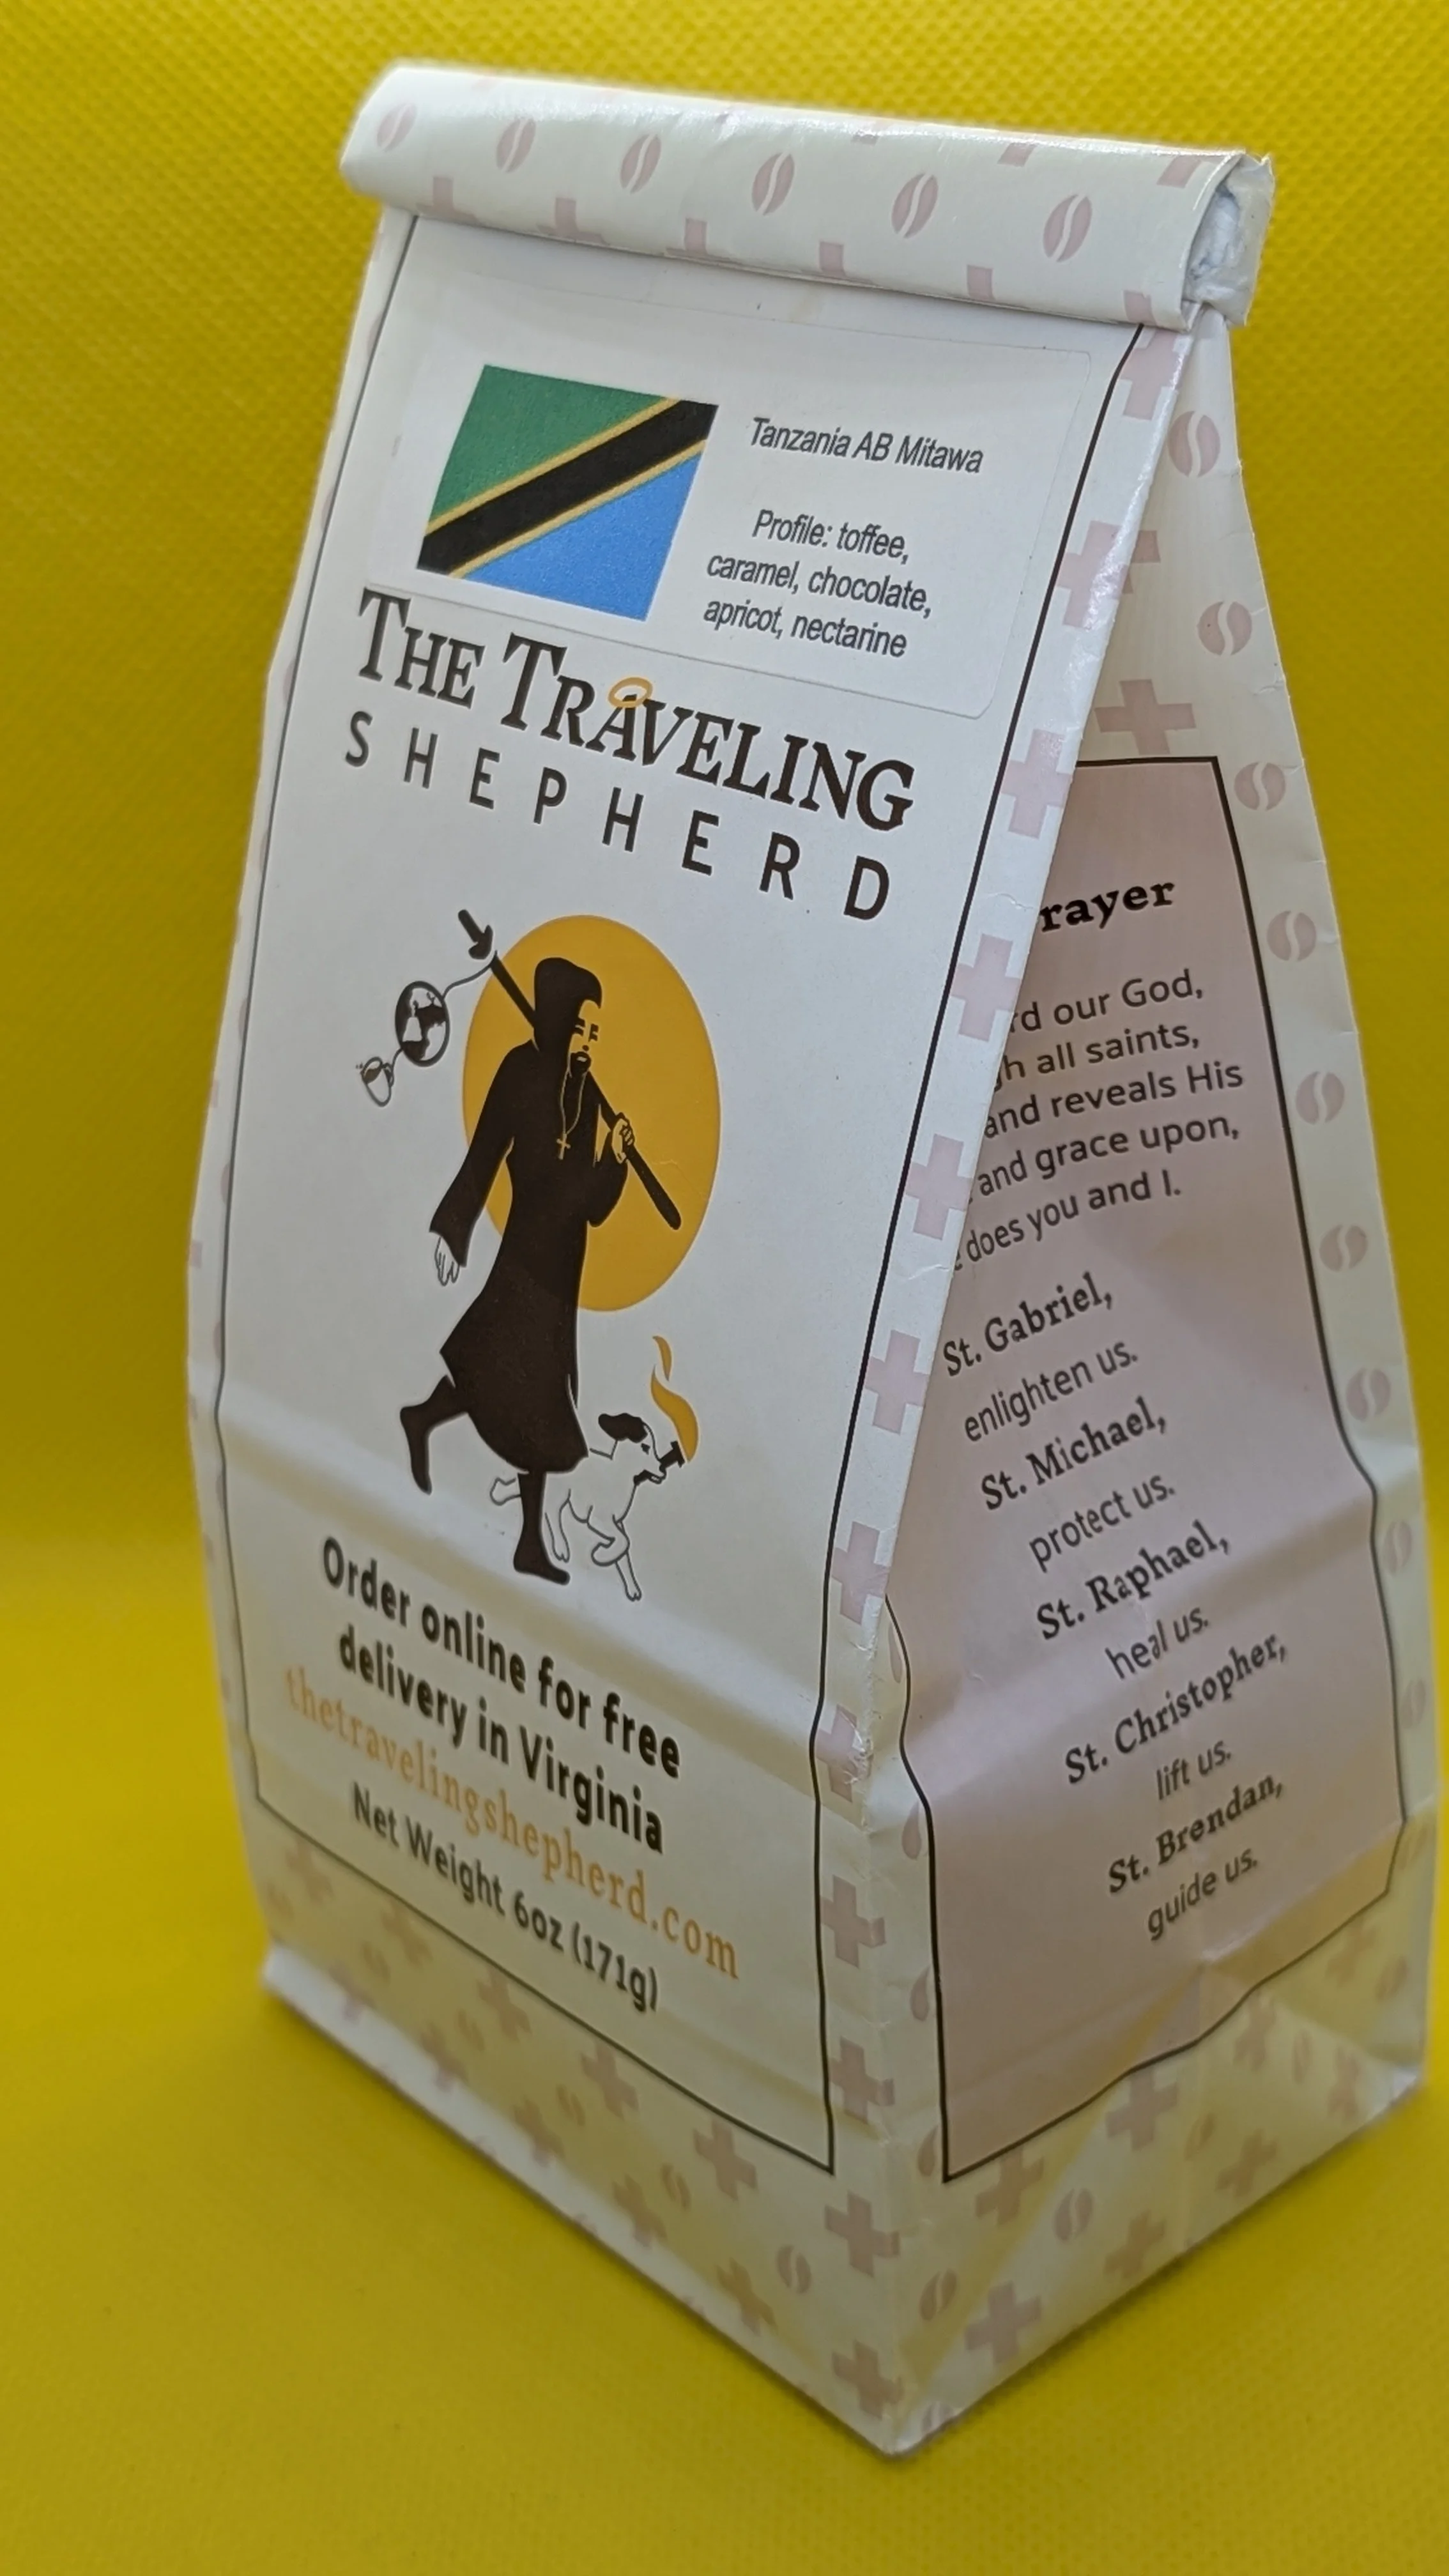 Tanzania AB Mitawa
Profile: toffee,
caramel, chocolate,
apricot, nectarine
THE TRAVELING
SHEPHERD
Order online for free
delivery in Virginia
thetravelingshepherd.com
Net Weight 6oz (171g)
rayer
rd our God,
gh all saints,
and reveals His
and grace upon,
does you and I.
St. Gabriel,
enlighten us.
St. Michael,
protect us.
St. Raphael,
heal us.
St. Christopher,
lift us.
St. Brendan,
guide us.